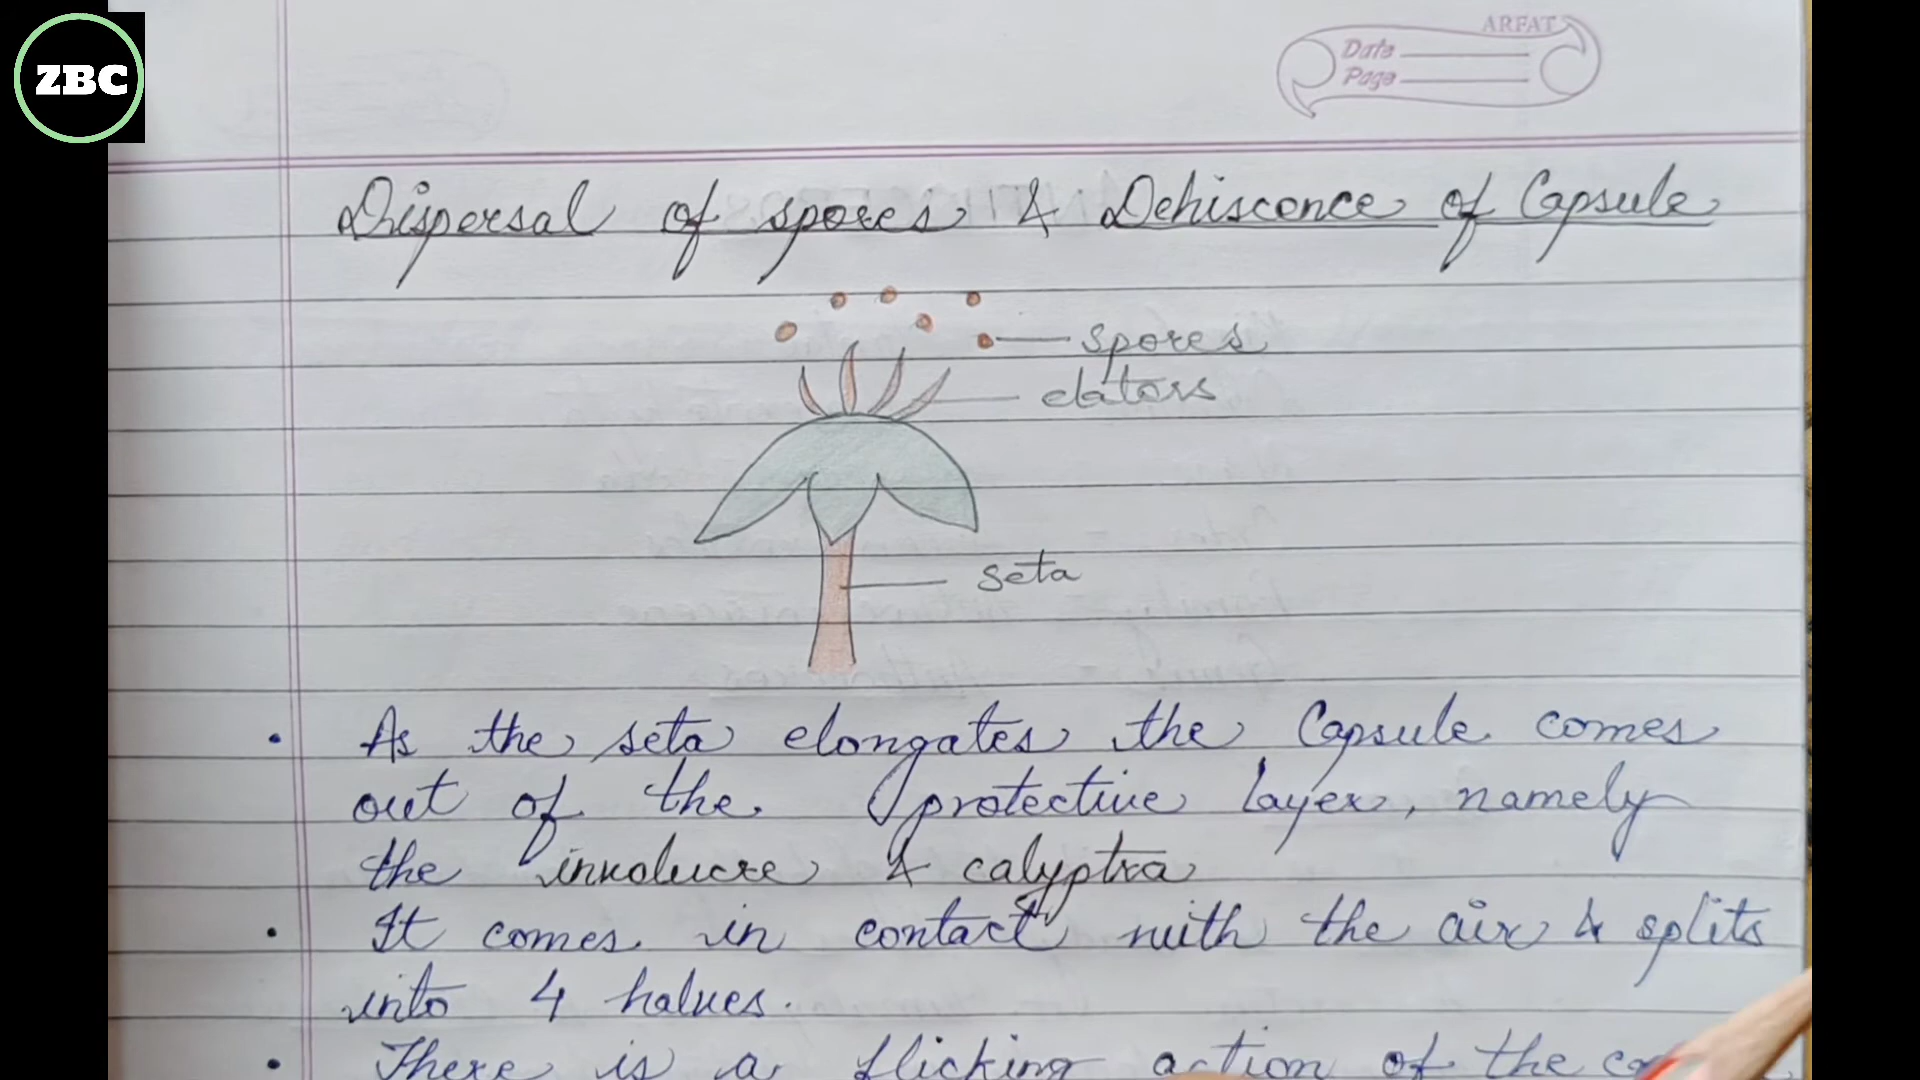 ZBC
ARFAT
Date
Page
Dispersal of spores & Dehiscence of Capsule
spores
elators
seta
• As the seta elongates the Capsule comes
out of the protective layer, namely
the involucre & calyptra
• It comes in contact with the air & splits
into 4 halves.
• There is a flicking action of the